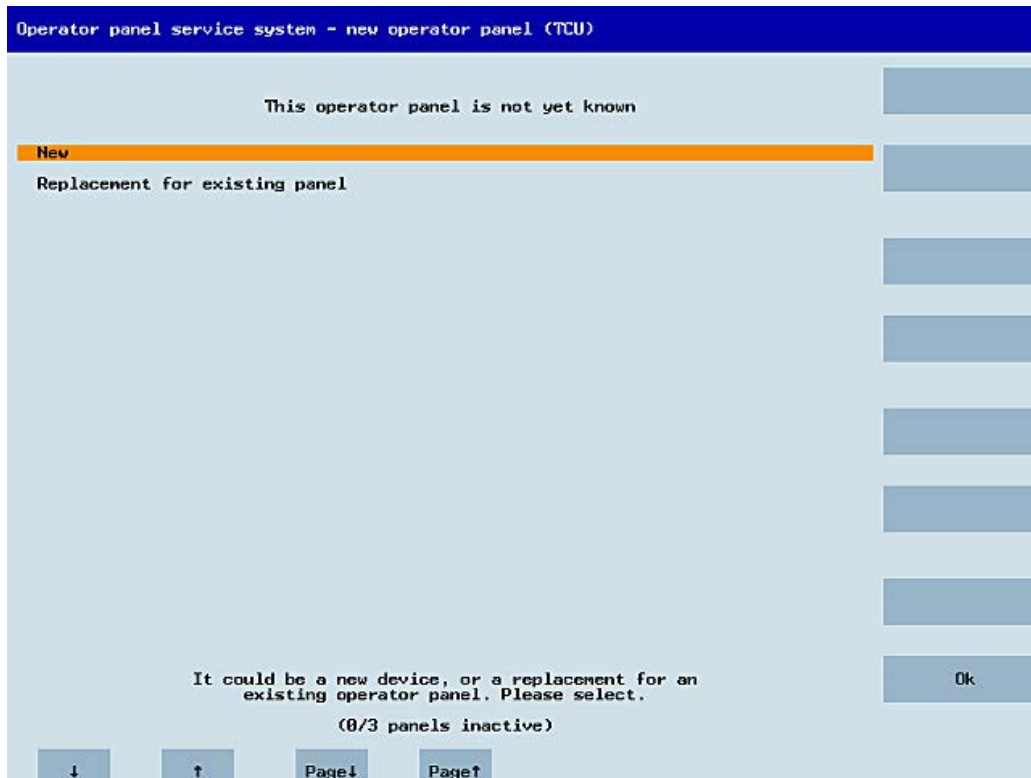 Operator panel service system - new operator panel (TCU)
This operator panel is not yet known
New
Replacement for existing panel
It could be a new device, or a replacement for an
existing operator panel. Please select.
Ok
(0/3 panels inactive)
↓ ↑ Page↓ Page↑